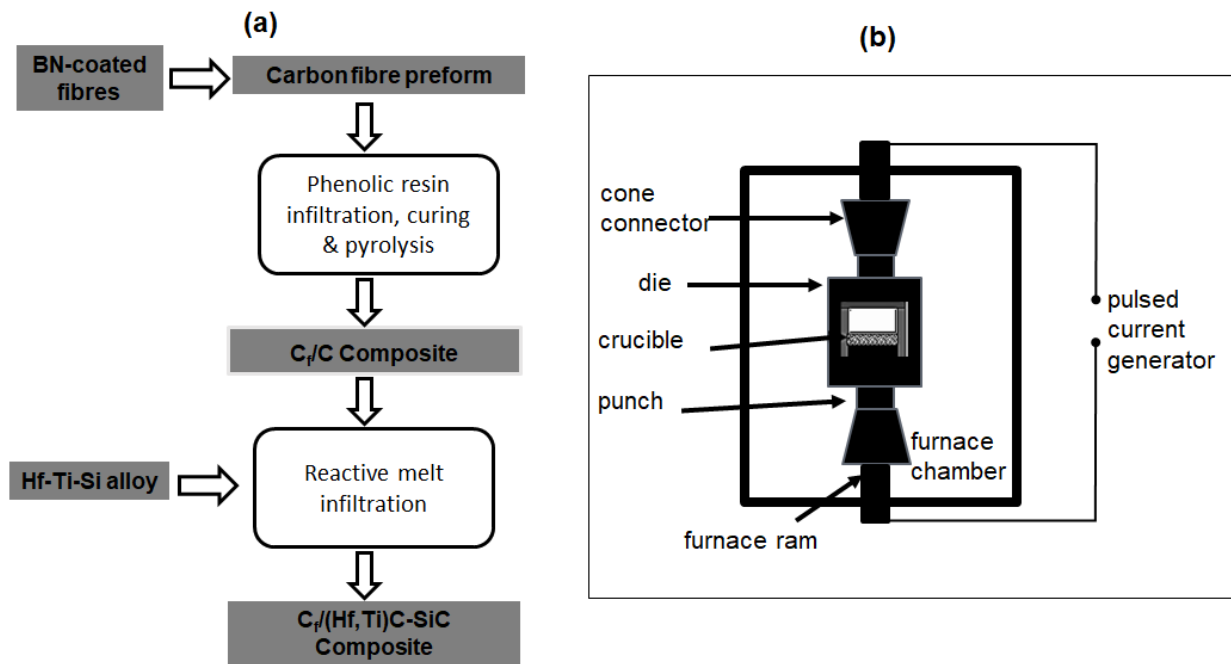 (a)
BN-coated
fibres
Carbon fibre preform
Phenolic resin
infiltration, curing
& pyrolysis
Cf/C Composite
Hf-Ti-Si alloy
Reactive melt
infiltration
Cf/(Hf,Ti)C-SiC
Composite
(b)
cone
connector
die
crucible
punch
furnace
chamber
furnace ram
pulsed
current
generator